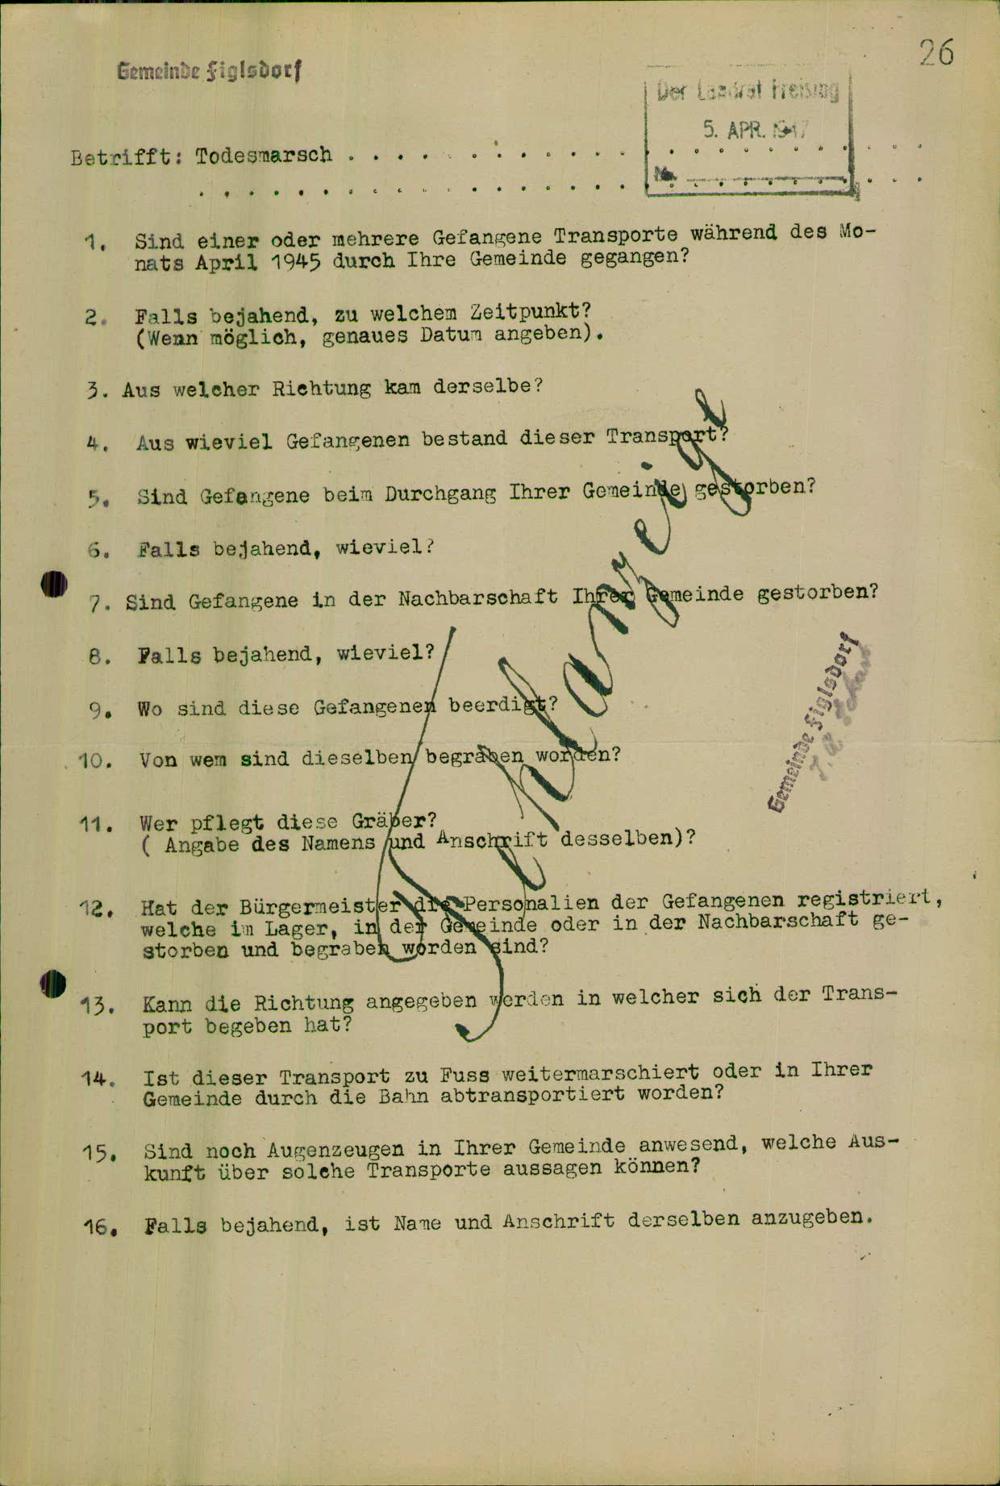 26
Gemeinde Figlsdorf
Der Landrat Freising
5. APR. 1947
No.
Betrifft: Todesmarsch . . . . . . . . . . . . . . . . . .
1. Sind einer oder mehrere Gefangene Transporte während des Mo-
nats April 1945 durch Ihre Gemeinde gegangen?
2. Falls bejahend, zu welchem Zeitpunkt?
(Wenn möglich, genaues Datum angeben).
3. Aus welcher Richtung kam derselbe?
4. Aus wieviel Gefangenen bestand dieser Transport?
5. Sind Gefangene beim Durchgang Ihrer Gemeinde gestorben?
6. Falls bejahend, wieviel?
7. Sind Gefangene in der Nachbarschaft Ihrer Gemeinde gestorben?
8. Falls bejahend, wieviel?
9. Wo sind diese Gefangenen beerdigt?
10. Von wem sind dieselben begraben worden?
11. Wer pflegt diese Gräber?
( Angabe des Namens und Anschrift desselben)?
12. Hat der Bürgermeister die Personalien der Gefangenen registriert,
welche im Lager, in der Gemeinde oder in der Nachbarschaft ge-
storben und begraben worden sind?
13. Kann die Richtung angegeben werden in welcher sich der Trans-
port begeben hat?
14. Ist dieser Transport zu Fuss weitermarschiert oder in Ihrer
Gemeinde durch die Bahn abtransportiert worden?
15. Sind noch Augenzeugen in Ihrer Gemeinde anwesend, welche Aus-
kunft über solche Transporte aussagen können?
16. Falls bejahend, ist Name und Anschrift derselben anzugeben.
Fehlanzeige
Gemeinde Figlsdorf